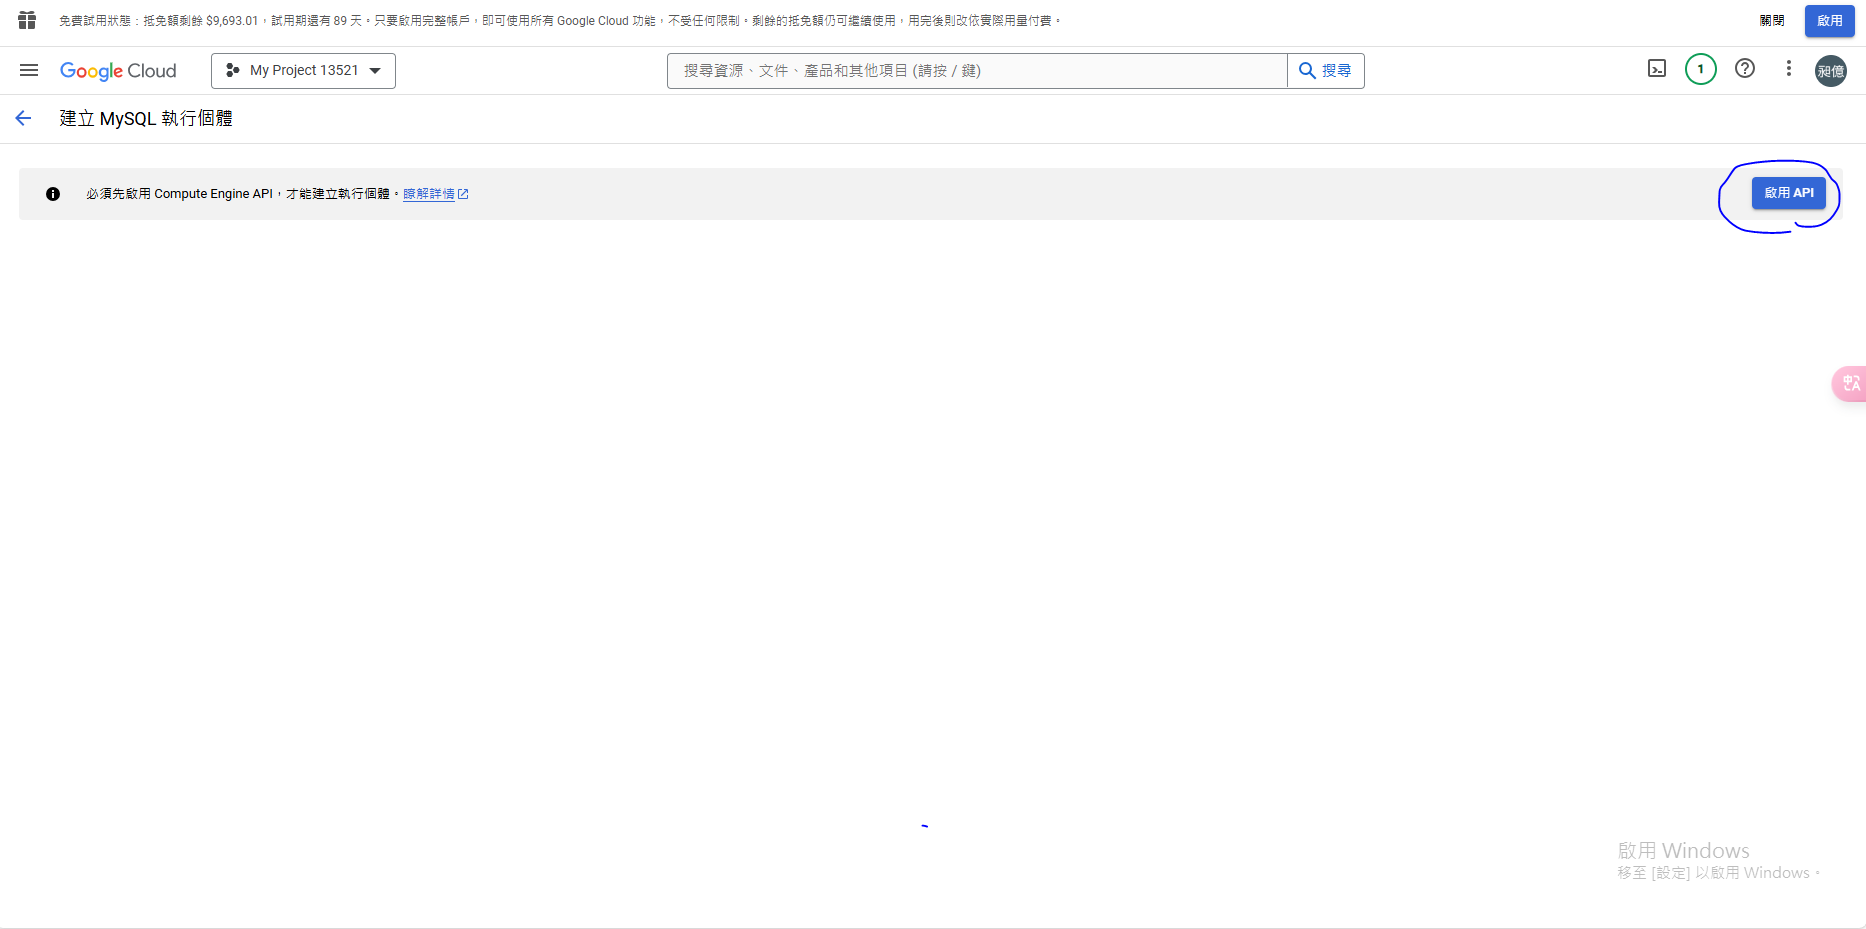 免費試用狀態：抵免額剩餘 $9,693.01，試用期還有 89 天。只要啟用完整帳戶，即可使用所有 Google Cloud 功能，不受任何限制。剩餘的抵免額仍可繼續使用，用完後則改依實際用量付費。
關閉
啟用
Google Cloud
My Project 13521
搜尋資源、文件、產品和其他項目 (請按 / 鍵)
搜尋
1
昶億
建立 MySQL 執行個體
必須先啟用 Compute Engine API，才能建立執行個體。瞭解詳情
啟用 API
中A
啟用 Windows
移至 [設定] 以啟用 Windows。